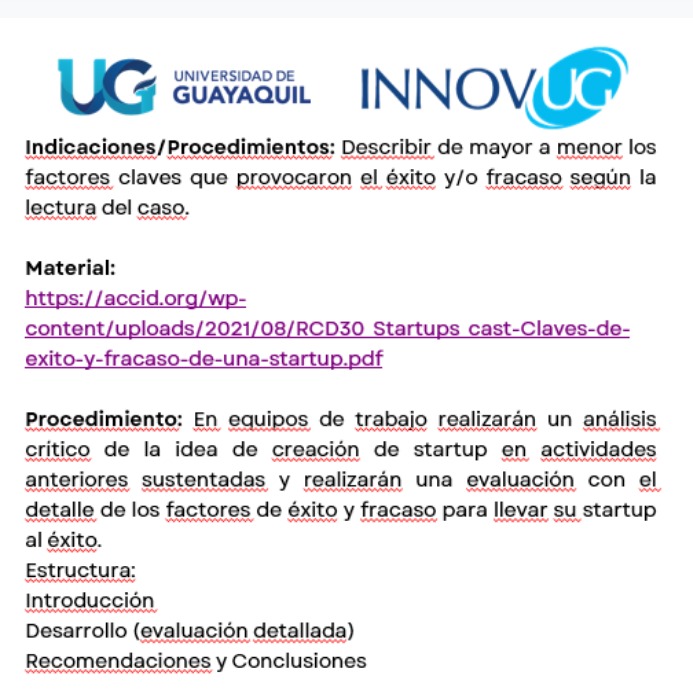 UG UNIVERSIDAD DE GUAYAQUIL INNOVUG
Indicaciones/Procedimientos: Describir de mayor a menor los
factores claves que provocaron el éxito y/o fracaso según la
lectura del caso.
Material:
https://accid.org/wp-
content/uploads/2021/08/RCD30_Startups_cast-Claves-de-
exito-y-fracaso-de-una-startup.pdf
Procedimiento: En equipos de trabajo realizarán un análisis
crítico de la idea de creación de startup en actividades
anteriores sustentadas y realizarán una evaluación con el
detalle de los factores de éxito y fracaso para llevar su startup
al éxito.
Estructura:
Introducción
Desarrollo (evaluación detallada)
Recomendaciones y Conclusiones